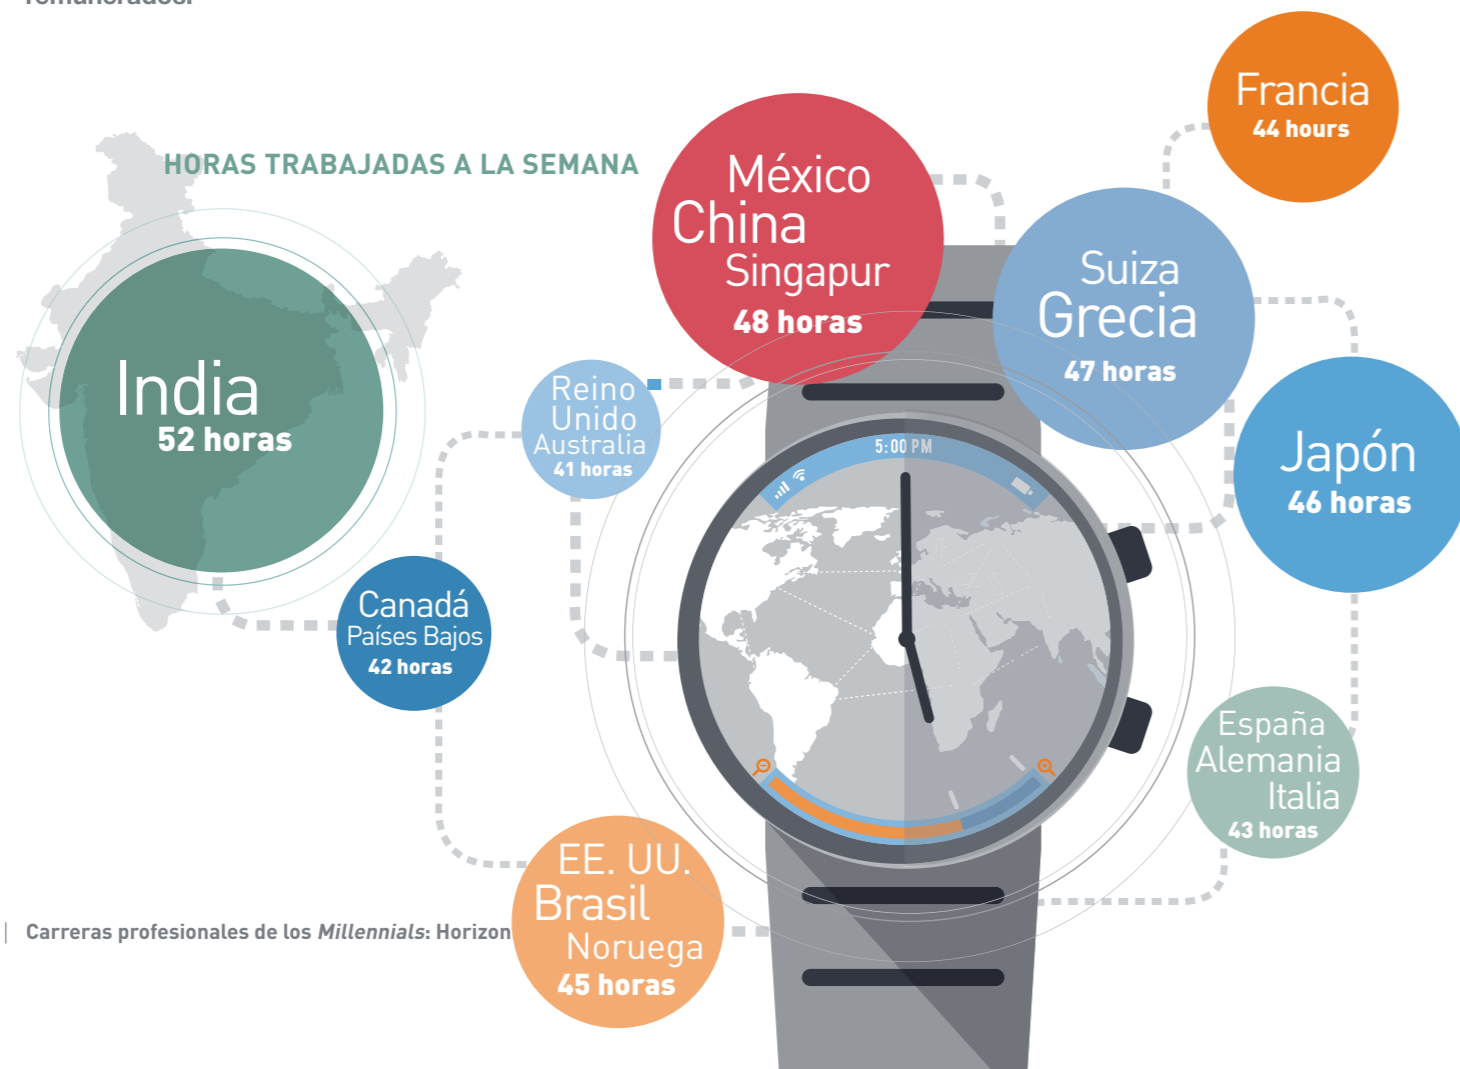 remunerados.
HORAS TRABAJADAS A LA SEMANA
India
52 horas
México
China
Singapur
48 horas
Francia
44 hours
Suiza
Grecia
47 horas
Reino
Unido
Australia
41 horas
Japón
46 horas
5:00 PM
Canadá
Países Bajos
42 horas
España
Alemania
Italia
43 horas
EE. UU.
Brasil
Noruega
45 horas
| Carreras profesionales de los Millennials: Horizon